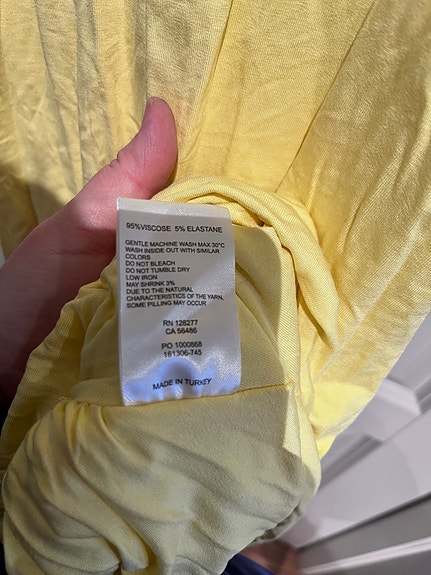 95%VISCOSE 5% ELASTANE
GENTLE MACHINE WASH MAX 30°C
WASH INSIDE OUT WITH SIMILAR
COLORS
DO NOT BLEACH
DO NOT TUMBLE DRY
LOW IRON
MAY SHRINK 3%
DUE TO THE NATURAL
CHARACTERISTICS OF THE YARN,
SOME PILLING MAY OCCUR
RN 128277
CA 56486
PO 1000868
161306-745
MADE IN TURKEY